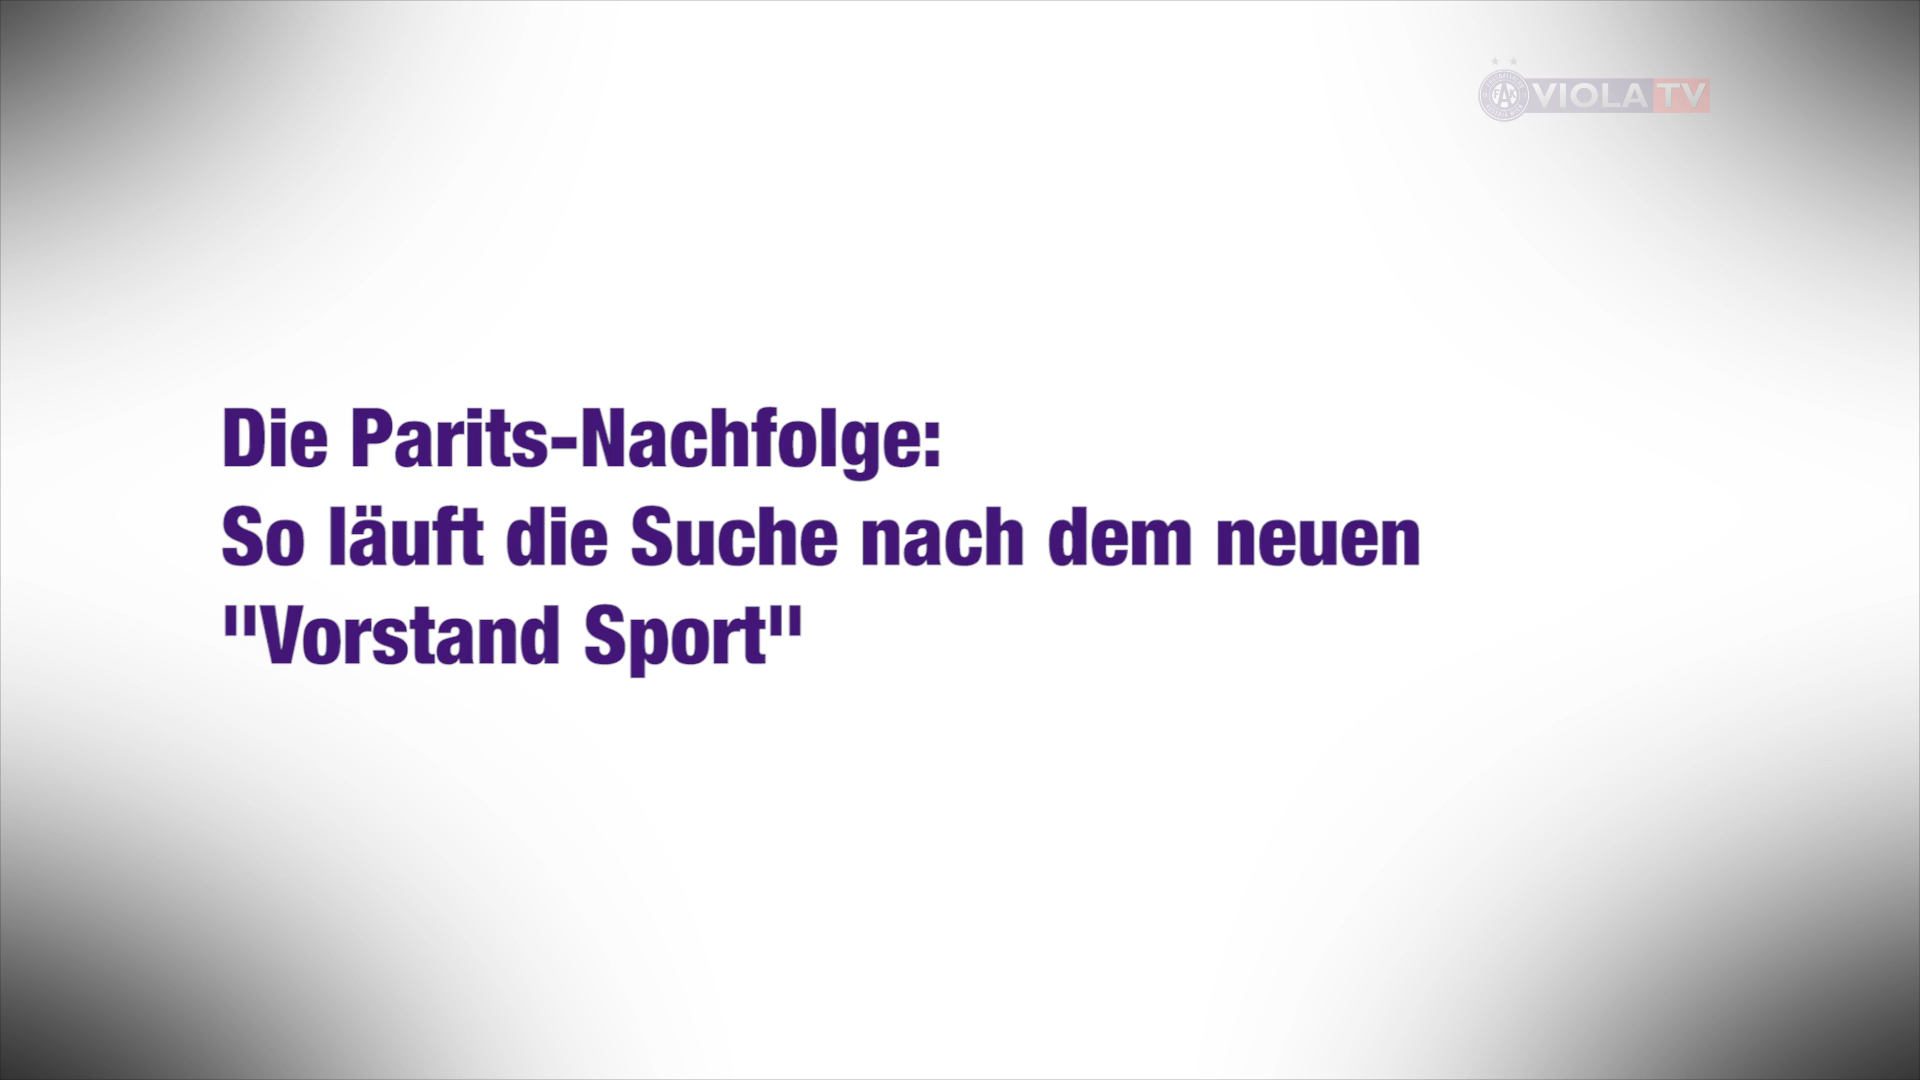 VIOLA TV
Die Parits-Nachfolge:
So läuft die Suche nach dem neuen
"Vorstand Sport"